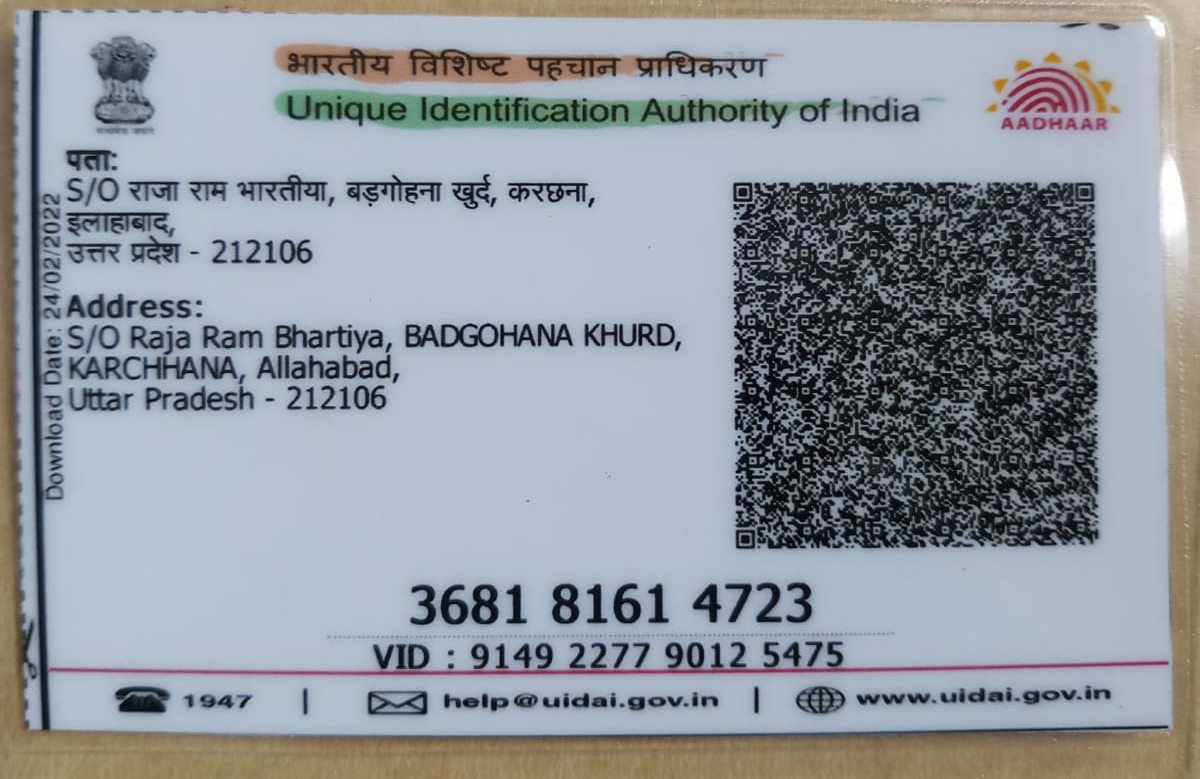 भारतीय विशिष्ट पहचान प्राधिकरण
Unique Identification Authority of India
AADHAAR
पता:
S/O राजा राम भारतीया, बड़गोहना खुर्द, करछना,
इलाहाबाद,
उत्तर प्रदेश - 212106
Address:
S/O Raja Ram Bhartiya, BADGOHANA KHURD,
KARCHHANA, Allahabad,
Uttar Pradesh - 212106
Download Date: 24/02/2022
3681 8161 4723
VID : 9149 2277 9012 5475
1947 | help@uidai.gov.in | www.uidai.gov.in